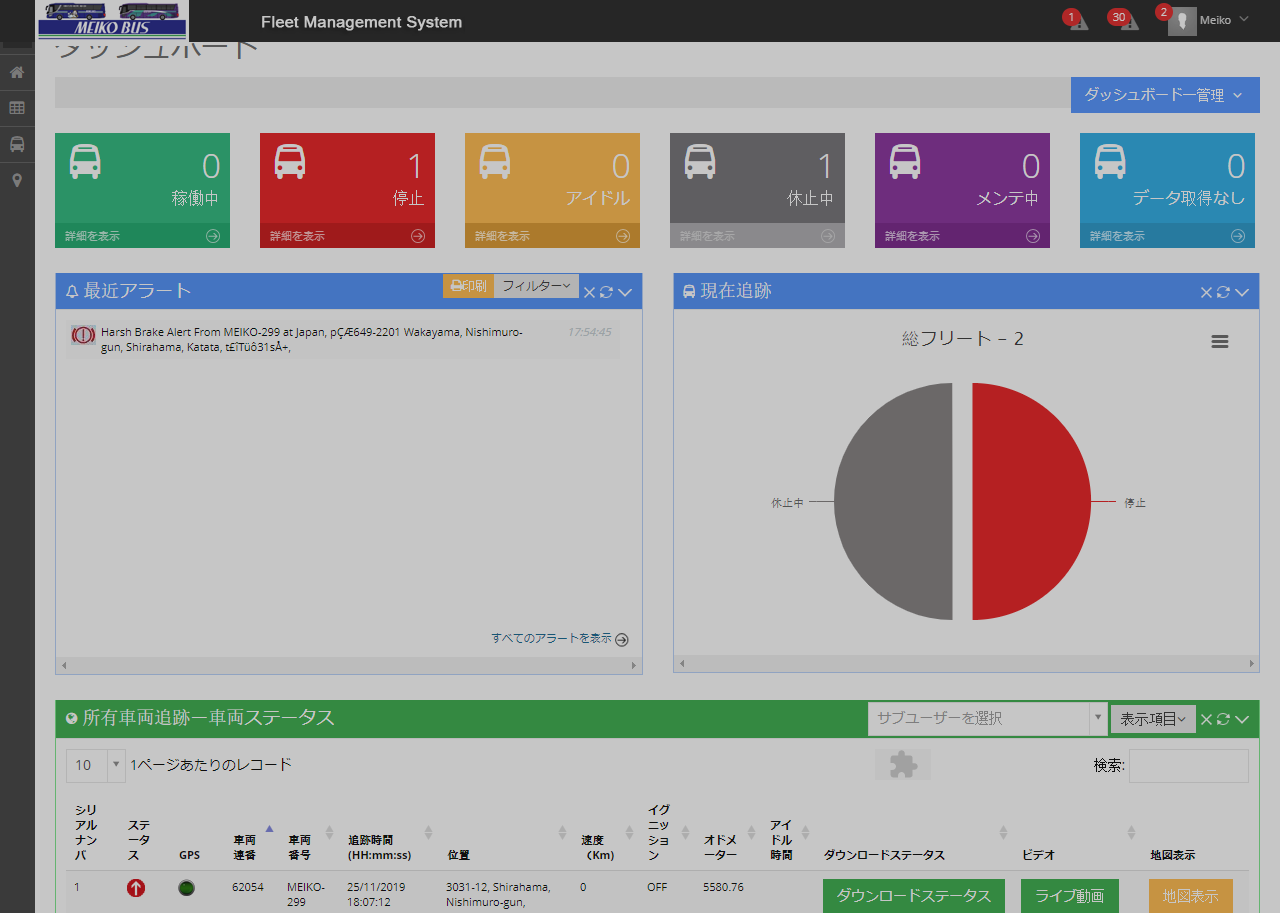 MEIKO BUS
Fleet Management System
1
30
2
Meiko
ダッシュボード
ダッシュボードー管理
0
稼働中
詳細を表示
1
停止
詳細を表示
0
アイドル
詳細を表示
1
休止中
詳細を表示
0
メンテ中
詳細を表示
0
データ取得なし
詳細を表示
最近アラート
印刷
フィルター
Harsh Brake Alert From MEIKO-299 at Japan, pÇÆ649-2201 Wakayama, Nishimuro-
gun, Shirahama, Katata, t£ÎTüô31sÅ+,
17:54:45
すべてのアラートを表示
現在追跡
総フリート – 2
休止中
停止
所有車両追跡ー車両ステータス
サブユーザーを選択
表示項目
10
1ページあたりのレコード
検索:
シリ
アル
ナン
バ
ステ
ータ
ス
GPS
車両
連番
車両
番号
追跡時間
(HH:mm:ss)
位置
速度
（Km)
イグ
ニッ
ショ
ン
オドメ
ーター
アイ
ドル
時間
ダウンロードステータス
ビデオ
地図表示
1
62054
MEIKO-
299
25/11/2019
18:07:12
3031-12, Shirahama,
Nishimuro-gun,
0
OFF
5580.76
ダウンロードステータス
ライブ動画
地図表示